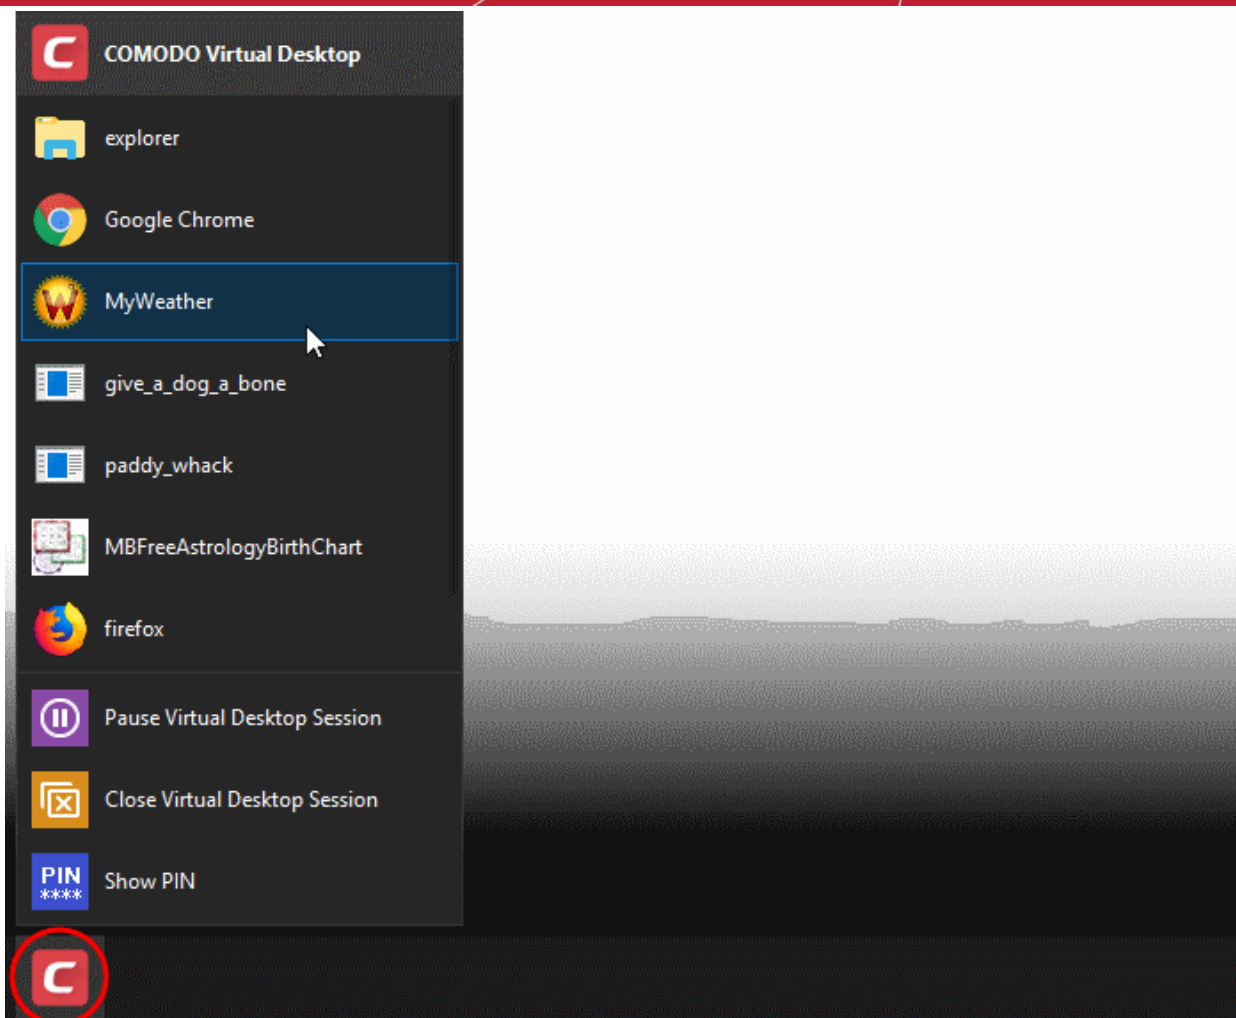 COMODO Virtual Desktop
explorer
Google Chrome
MyWeather
give_a_dog_a_bone
paddy_whack
MBFreeAstrologyBirthChart
firefox
Pause Virtual Desktop Session
Close Virtual Desktop Session
PIN
****
Show PIN